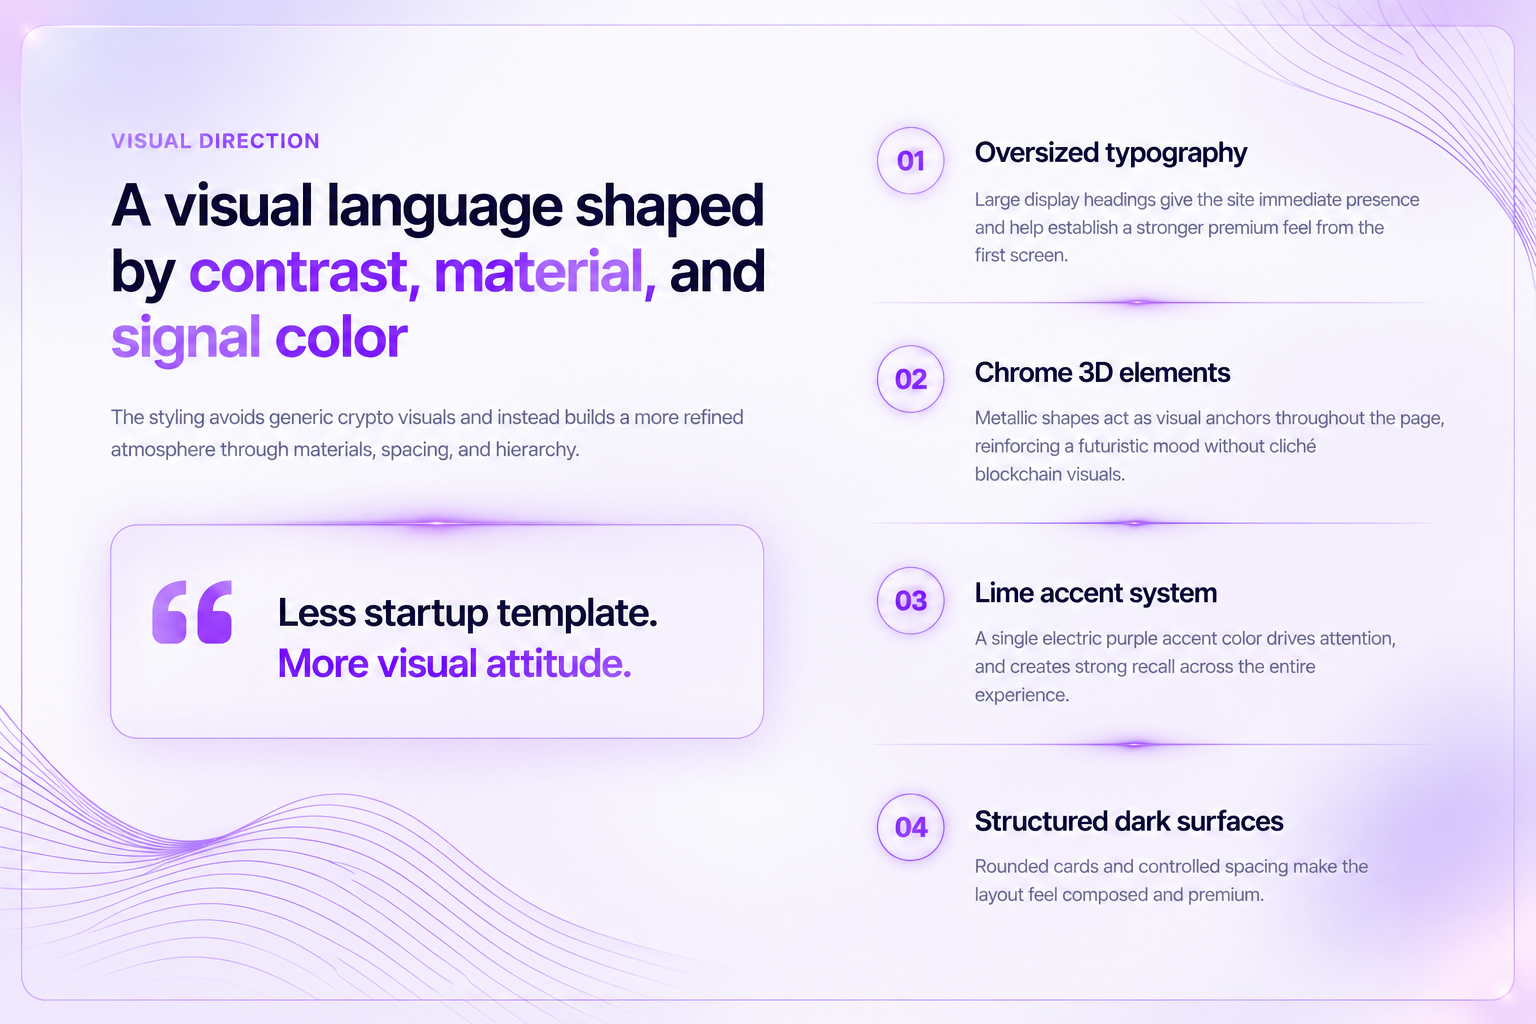 VISUAL DIRECTION
A visual language shaped
by contrast, material, and
signal color
The styling avoids generic crypto visuals and instead builds a more refined
atmosphere through materials, spacing, and hierarchy.
Less startup template.
More visual attitude.
01
Oversized typography
Large display headings give the site immediate presence
and help establish a stronger premium feel from the
first screen.
02
Chrome 3D elements
Metallic shapes act as visual anchors throughout the page,
reinforcing a futuristic mood without cliché
blockchain visuals.
03
Lime accent system
A single electric purple accent color drives attention,
and creates strong recall across the entire
experience.
04
Structured dark surfaces
Rounded cards and controlled spacing make the
layout feel composed and premium.